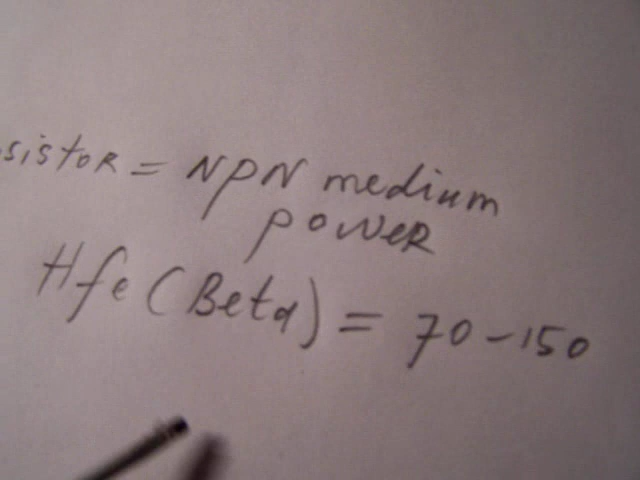 sistor = NPN medium
power
Hfe (Beta) = 70-150